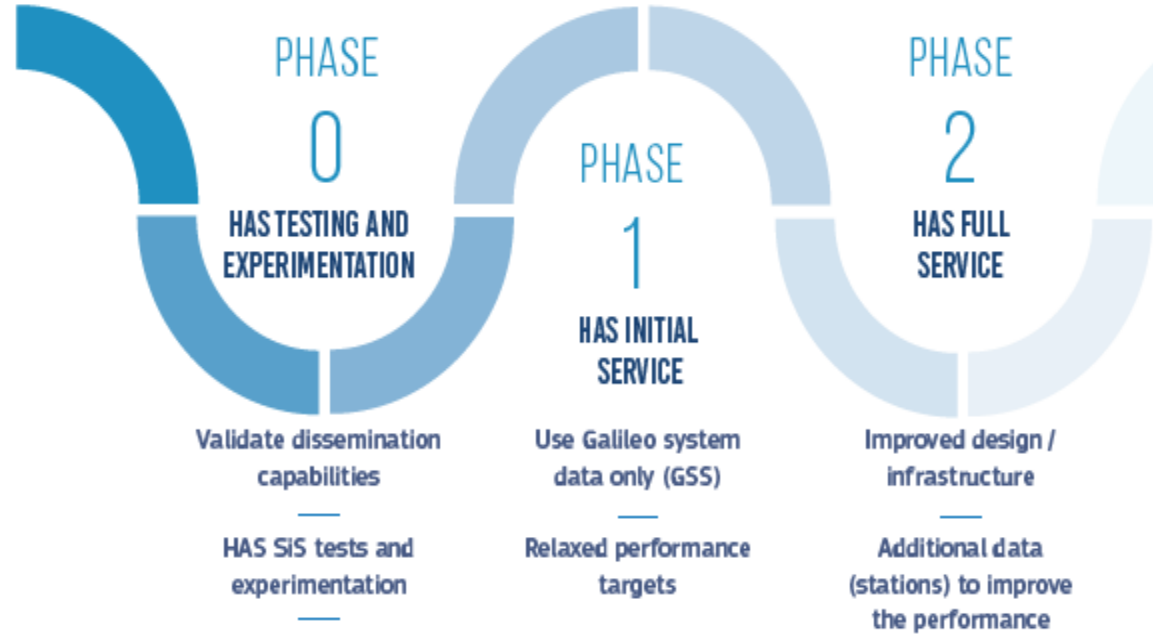 PHASE
0
HAS TESTING AND
EXPERIMENTATION
Validate dissemination
capabilities
HAS SiS tests and
experimentation
PHASE
1
HAS INITIAL
SERVICE
Use Galileo system
data only (GSS)
Relaxed performance
targets
PHASE
2
HAS FULL
SERVICE
Improved design /
infrastructure
Additional data
(stations) to improve
the performance